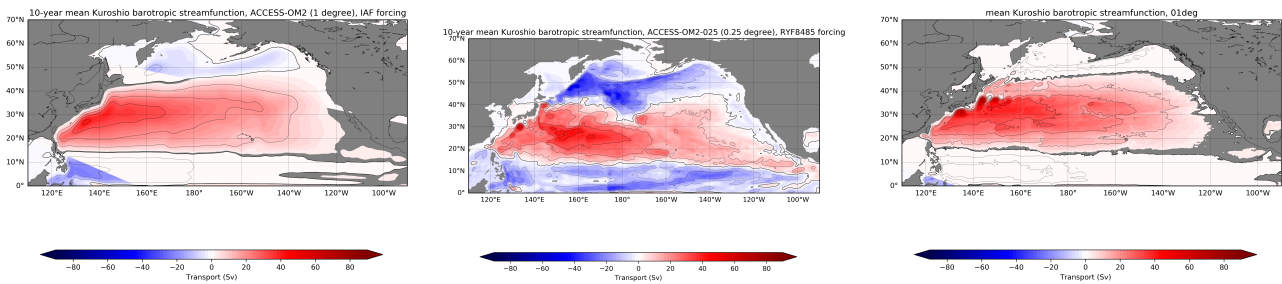 10-year mean Kuroshio barotropic streamfunction, ACCESS-OM2 (1 degree), IAF forcing
70°N
60°N
50°N
40°N
30°N
20°N
10°N
0°
120°E 140°E 160°E 180° 160°W 140°W 120°W 100°W
−80 −60 −40 −20 0 20 40 60 80
Transport (Sv)
10-year mean Kuroshio barotropic streamfunction, ACCESS-OM2-025 (0.25 degree), RYF8485 forcing
70°N
60°N
50°N
40°N
30°N
20°N
10°N
0°
120°E 140°E 160°E 180° 160°W 140°W 120°W 100°W
−80 −60 −40 −20 0 20 40 60 80
Transport (Sv)
mean Kuroshio barotropic streamfunction, 01deg
70°N
60°N
50°N
40°N
30°N
20°N
10°N
0°
120°E 140°E 160°E 180° 160°W 140°W 120°W 100°W
−80 −60 −40 −20 0 20 40 60 80
Transport (Sv)